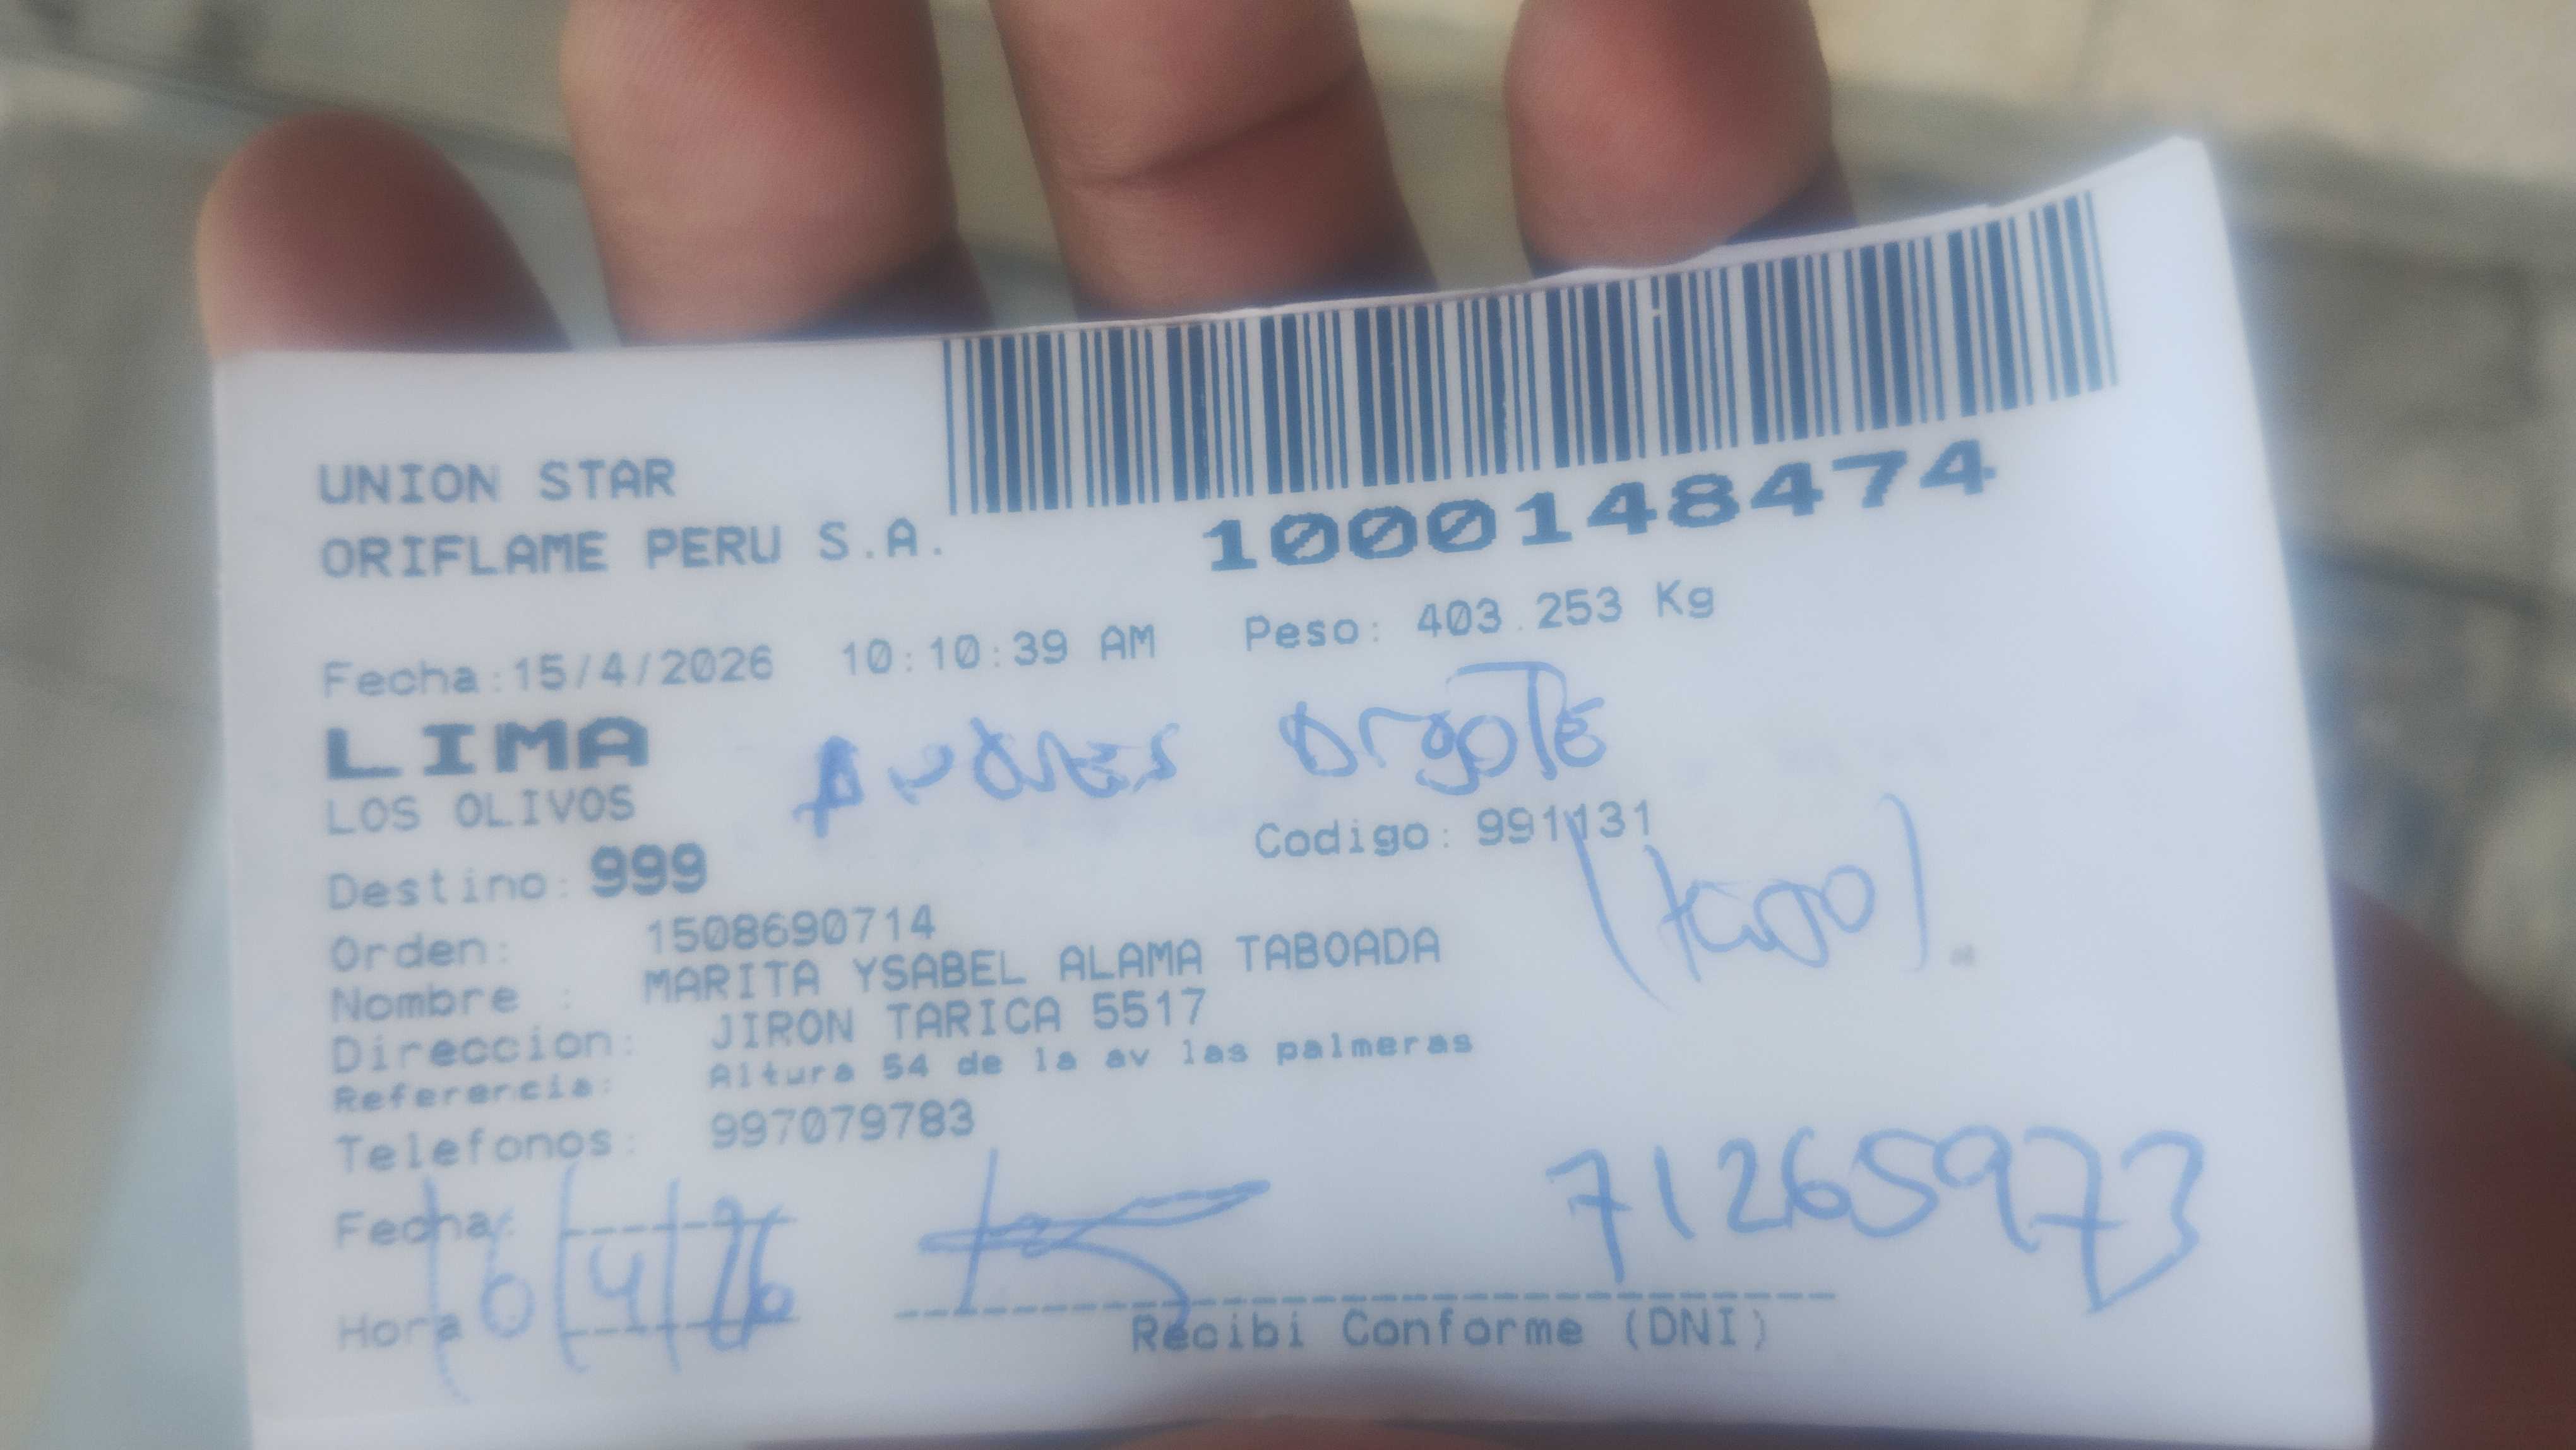 UNION STAR
ORIFLAME PERU S.A.
1000148474
Fecha:15/4/2026 10:10:39 AM Peso: 403.253 Kg
LIMA
LOS OLIVOS
Argote
Destino: 999 Codigo: 991131
Orden: 1508690714
Nombre : MARITA YSABEL ALAMA TABOADA
Direccion: JIRON TARICA 5517
Referencia: Altura 54 de la av las palmeras
Telefonos: 997079783
71265973
Fecha:
16/4/26
Hora
Recibi Conforme (DNI)